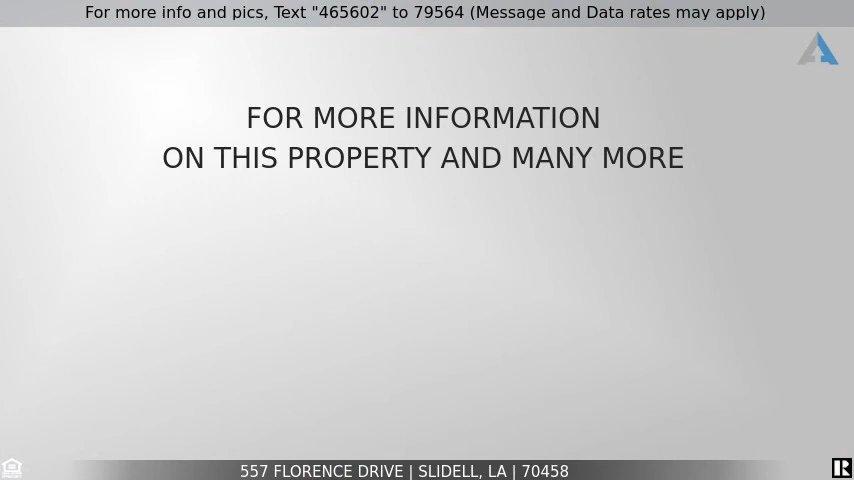 For more info and pics, Text "465602" to 79564 (Message and Data rates may apply)
FOR MORE INFORMATION
ON THIS PROPERTY AND MANY MORE
557 FLORENCE DRIVE | SLIDELL, LA | 70458